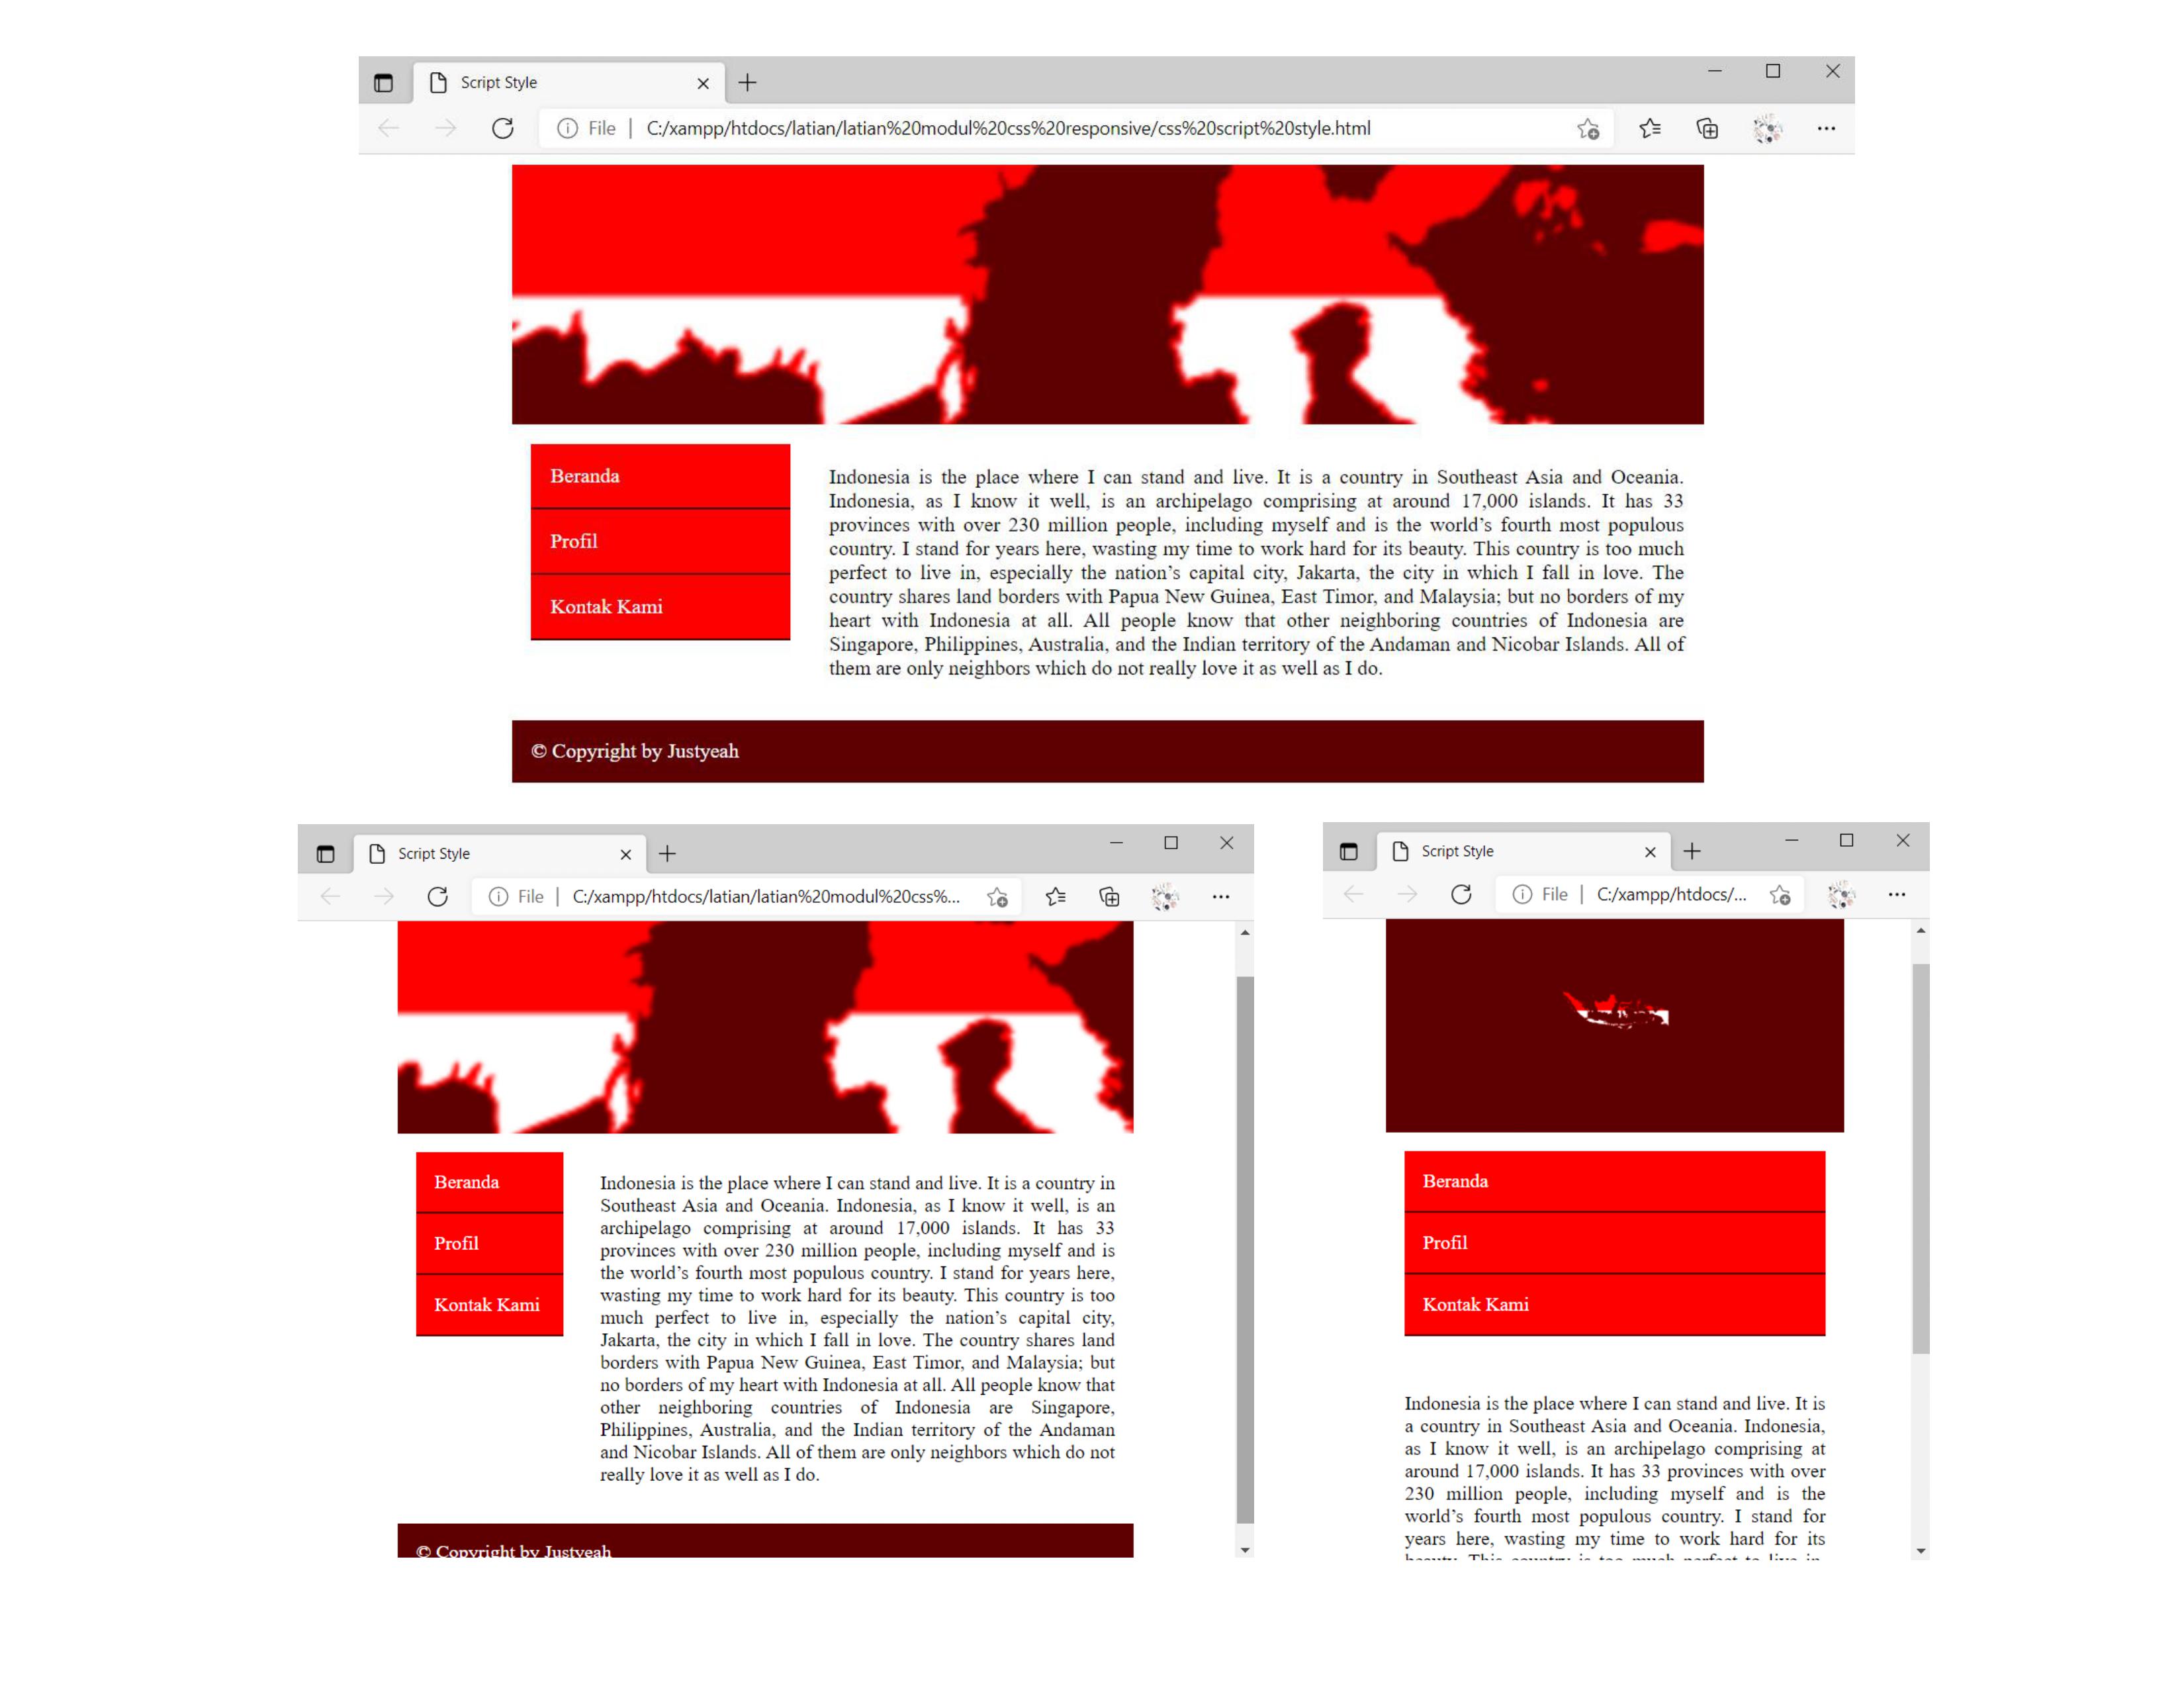 Script Style
File | C:/xampp/htdocs/latian/latian%20modul%20css%20responsive/css%20script%20style.html
Beranda
Profil
Kontak Kami
Indonesia is the place where I can stand and live. It is a country in Southeast Asia and Oceania.
Indonesia, as I know it well, is an archipelago comprising at around 17,000 islands. It has 33
provinces with over 230 million people, including myself and is the world’s fourth most populous
country. I stand for years here, wasting my time to work hard for its beauty. This country is too much
perfect to live in, especially the nation’s capital city, Jakarta, the city in which I fall in love. The
country shares land borders with Papua New Guinea, East Timor, and Malaysia; but no borders of my
heart with Indonesia at all. All people know that other neighboring countries of Indonesia are
Singapore, Philippines, Australia, and the Indian territory of the Andaman and Nicobar Islands. All of
them are only neighbors which do not really love it as well as I do.
© Copyright by Justyeah
Script Style
File | C:/xampp/htdocs/latian/latian%20modul%20css%...
Beranda
Profil
Kontak Kami
Indonesia is the place where I can stand and live. It is a country in
Southeast Asia and Oceania. Indonesia, as I know it well, is an
archipelago comprising at around 17,000 islands. It has 33
provinces with over 230 million people, including myself and is
the world’s fourth most populous country. I stand for years here,
wasting my time to work hard for its beauty. This country is too
much perfect to live in, especially the nation’s capital city,
Jakarta, the city in which I fall in love. The country shares land
borders with Papua New Guinea, East Timor, and Malaysia; but
no borders of my heart with Indonesia at all. All people know that
other neighboring countries of Indonesia are Singapore,
Philippines, Australia, and the Indian territory of the Andaman
and Nicobar Islands. All of them are only neighbors which do not
really love it as well as I do.
© Copyright by Justyeah
Script Style
File | C:/xampp/htdocs/...
Beranda
Profil
Kontak Kami
Indonesia is the place where I can stand and live. It is
a country in Southeast Asia and Oceania. Indonesia,
as I know it well, is an archipelago comprising at
around 17,000 islands. It has 33 provinces with over
230 million people, including myself and is the
world’s fourth most populous country. I stand for
years here, wasting my time to work hard for its
beauty. This country is too much perfect to live in,